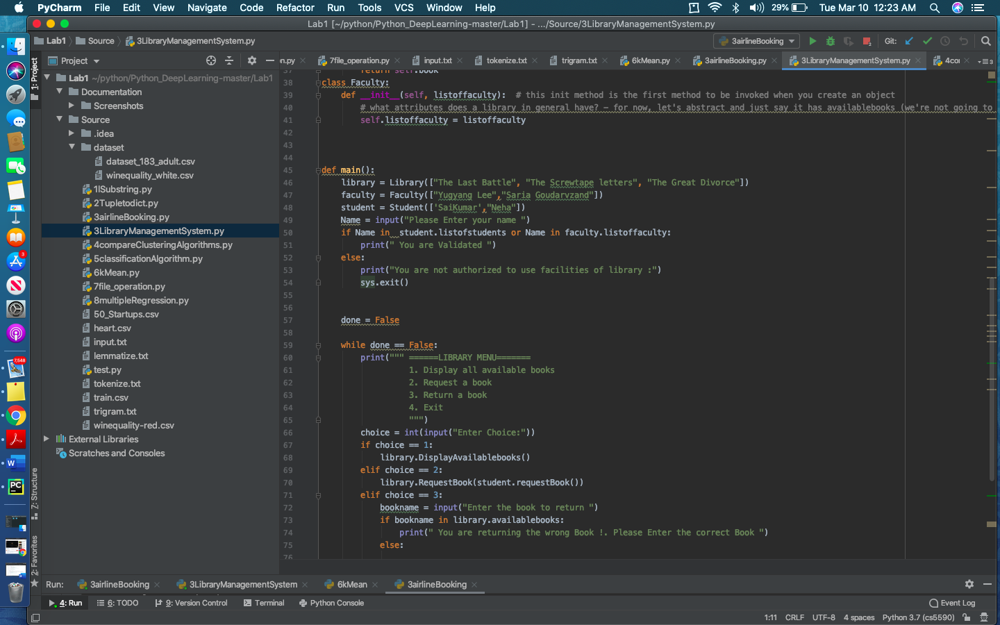 PyCharm File Edit View Navigate Code Refactor Run Tools VCS Window Help 29% Tue Mar 10 12:23 AM
Lab1 [~/python/Python_DeepLearning-master/Lab1] - .../Source/3LibraryManagementSystem.py
Lab1 Source 3LibraryManagementSystem.py 3airlineBooking Git:
Project n.py 7file_operation.py input.txt tokenize.txt trigram.txt 6kMean.py 3airlineBooking.py 3LibraryManagementSystem.py 4cor 3
1: Project
Lab1 ~/python/Python_DeepLearning-master/Lab1
Documentation
Screenshots
Source
.idea
dataset
dataset_183_adult.csv
winequality_white.csv
1lSubstring.py
2Tupletodict.py
3airlineBooking.py
3LibraryManagementSystem.py
4compareClusteringAlgorithms.py
5classificationAlgorithm.py
6kMean.py
7file_operation.py
8multipleRegression.py
50_Startups.csv
heart.csv
input.txt
lemmatize.txt
test.py
tokenize.txt
train.csv
trigram.txt
winequality-red.csv
External Libraries
Scratches and Consoles
7: Structure
2: Favorites
3
7,548
37 return self.book
38 class Faculty:
39 def __init__(self, listoffaculty): # this init method is the first method to be invoked when you create an object
40 # what attributes does a library in general have? – for now, let's abstract and just say it has availablebooks (we're not going to
41 self.listoffaculty = listoffaculty
42
43
44
45 def main():
46 library = Library(["The Last Battle", "The Screwtape letters", "The Great Divorce"])
47 faculty = Faculty(["Yugyang Lee","Saria Goudarvzand"])
48 student = Student(['SaiKumar',"Neha"])
49 Name = input("Please Enter your name ")
50 if Name in student.listofstudents or Name in faculty.listoffaculty:
51 print(" You are Validated ")
52 else:
53 print("You are not authorized to use facilities of library :")
54 sys.exit()
55
56
57 done = False
58
59 while done == False:
60 print(""" ======LIBRARY MENU=======
61 1. Display all available books
62 2. Request a book
63 3. Return a book
64 4. Exit
65 """)
66 choice = int(input("Enter Choice:"))
67 if choice == 1:
68 library.DisplayAvailablebooks()
69 elif choice == 2:
70 library.RequestBook(student.requestBook())
71 elif choice == 3:
72 bookname = input("Enter the book to return ")
73 if bookname in library.availablebooks:
74 print(" You are returning the wrong Book !. Please Enter the correct Book ")
75 else:
76
Run: 3airlineBooking 3LibraryManagementSystem 6kMean 3airlineBooking
4: Run 6: TODO 9: Version Control Terminal Python Console Event Log
1:11 CRLF UTF-8 4 spaces Python 3.7 (cs5590)